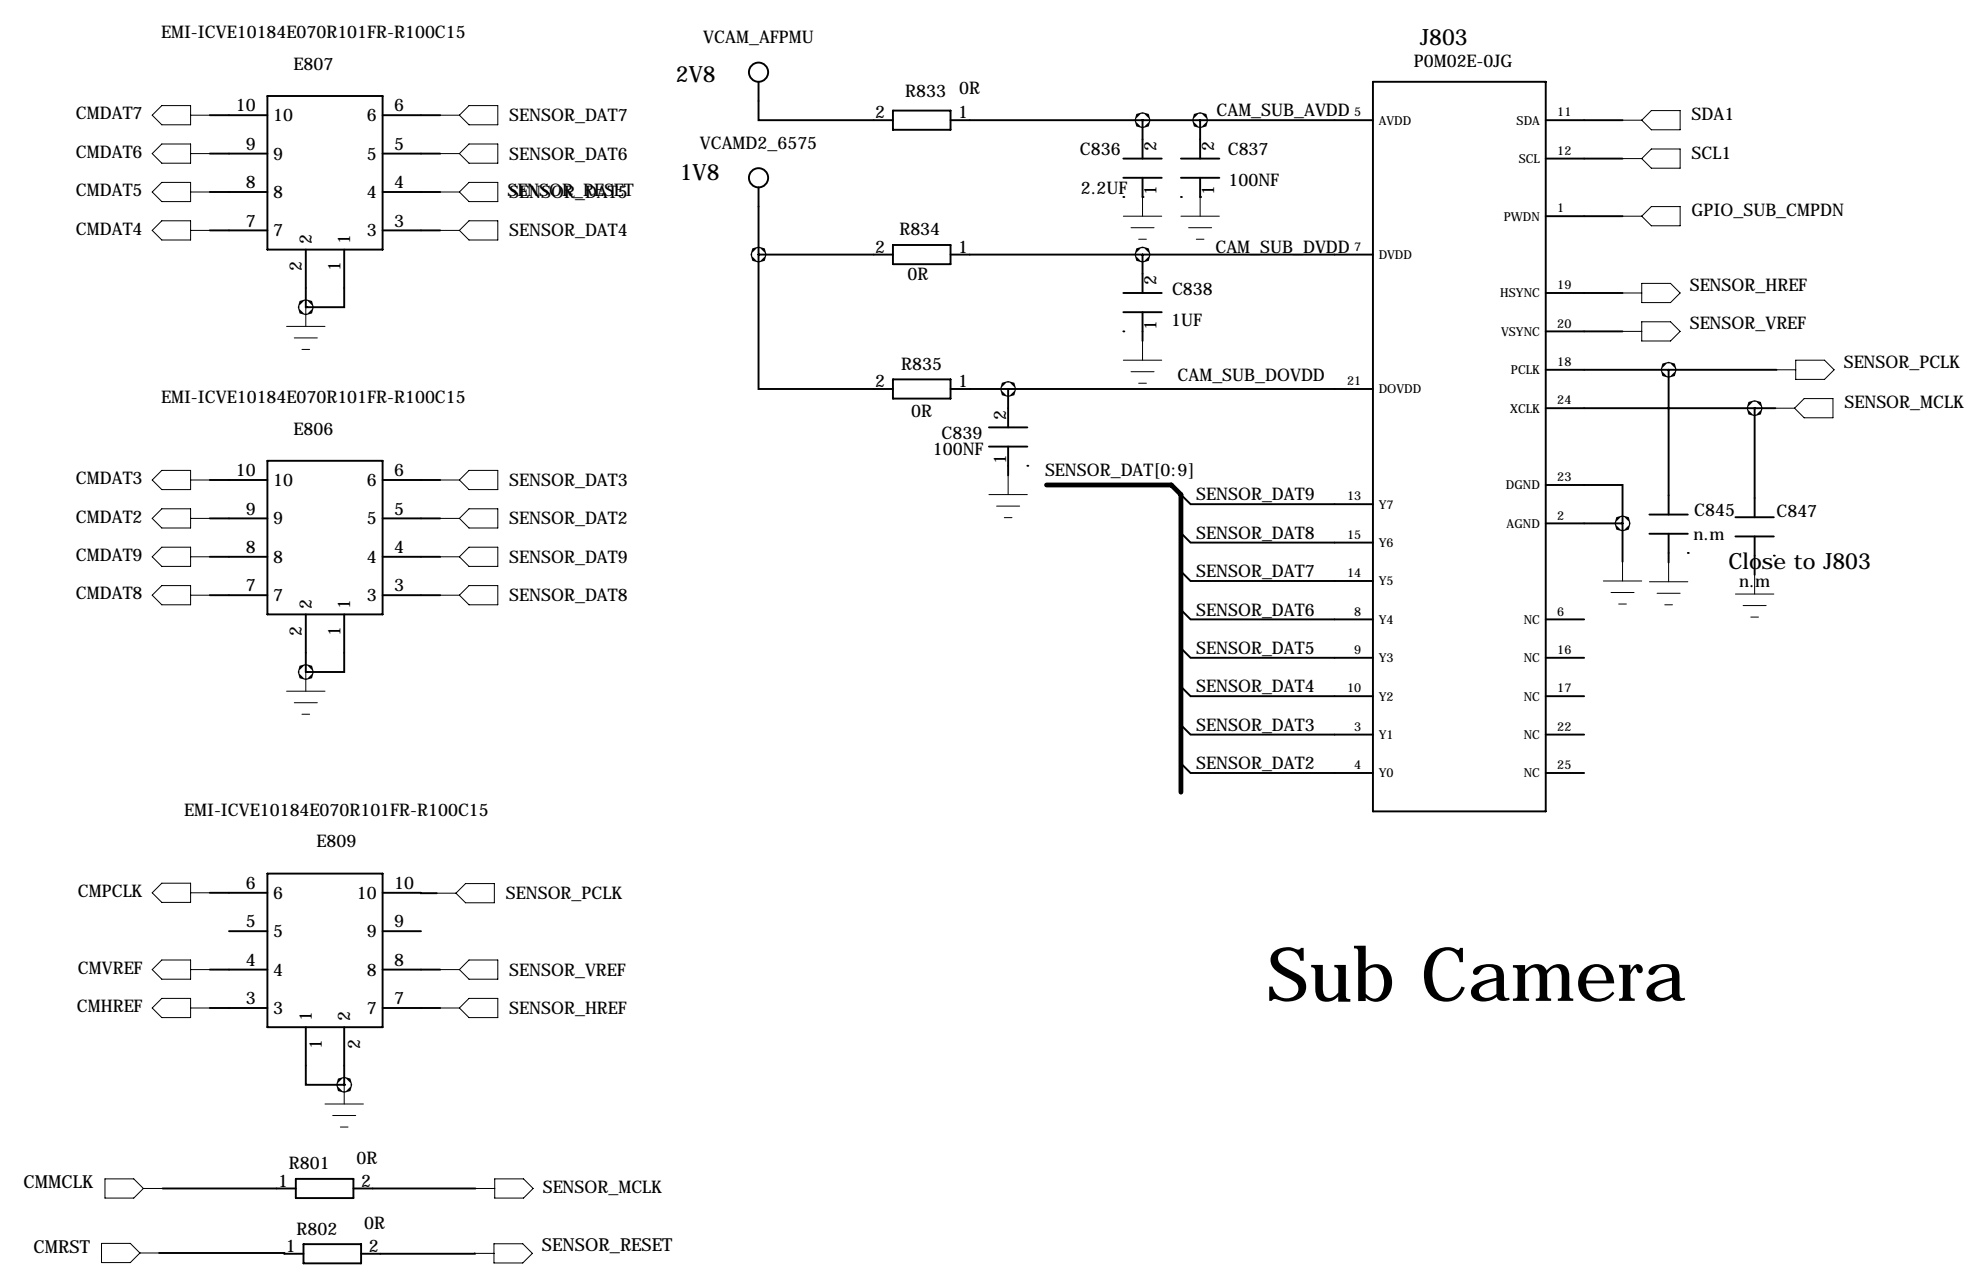 EMI-ICVE10184E070R101FR-R100C15
E807
CMDAT7 10 10 6 6 SENSOR_DAT7
CMDAT6 9 9 5 5 SENSOR_DAT6
CMDAT5 8 8 4 4
CMDAT4 7 7 3 3 SENSOR_DAT4
2 1
2 1
EMI-ICVE10184E070R101FR-R100C15
E806
CMDAT3 10 10 6 6 SENSOR_DAT3
CMDAT2 9 9 5 5 SENSOR_DAT2
CMDAT9 8 8 4 4 SENSOR_DAT9
CMDAT8 7 7 3 3 SENSOR_DAT8
2 1
2 1
EMI-ICVE10184E070R101FR-R100C15
E809
CMPCLK 6 6 10 10 SENSOR_PCLK
5 5 9 9
CMVREF 4 4 8 8 SENSOR_VREF
CMHREF 3 3 7 7 SENSOR_HREF
1 2
1 2
R801 0R
CMMCLK 1 2 SENSOR_MCLK
R802 0R
CMRST 1 2 SENSOR_RESET
VCAM_AFPMU
2V8
R833 0R
2 1 CAM_SUB_AVDD 5 AVDD
VCAMD2_6575
1V8
C836 2 1
2.2UF
C837 2 1
100NF
R834
2 1 CAM_SUB_DVDD 7 DVDD
0R
C838 2 1
1UF
R835
2 1 CAM_SUB_DOVDD 21 DOVDD
0R
C839 2 1
100NF
SENSOR_DAT[0:9]
SENSOR_DAT9 13 Y7
SENSOR_DAT8 15 Y6
SENSOR_DAT7 14 Y5
SENSOR_DAT6 8 Y4
SENSOR_DAT5 9 Y3
SENSOR_DAT4 10 Y2
SENSOR_DAT3 3 Y1
SENSOR_DAT2 4 Y0
J803
P0M02E-0JG
SDA 11 SDA1
SCL 12 SCL1
PWDN 1 GPIO_SUB_CMPDN
HSYNC 19 SENSOR_HREF
VSYNC 20 SENSOR_VREF
PCLK 18 SENSOR_PCLK
XCLK 24 SENSOR_MCLK
DGND 23
AGND 2
C845
n.m
C847
Close to J803
n.m
NC 6
NC 16
NC 17
NC 22
NC 25
Sub Camera